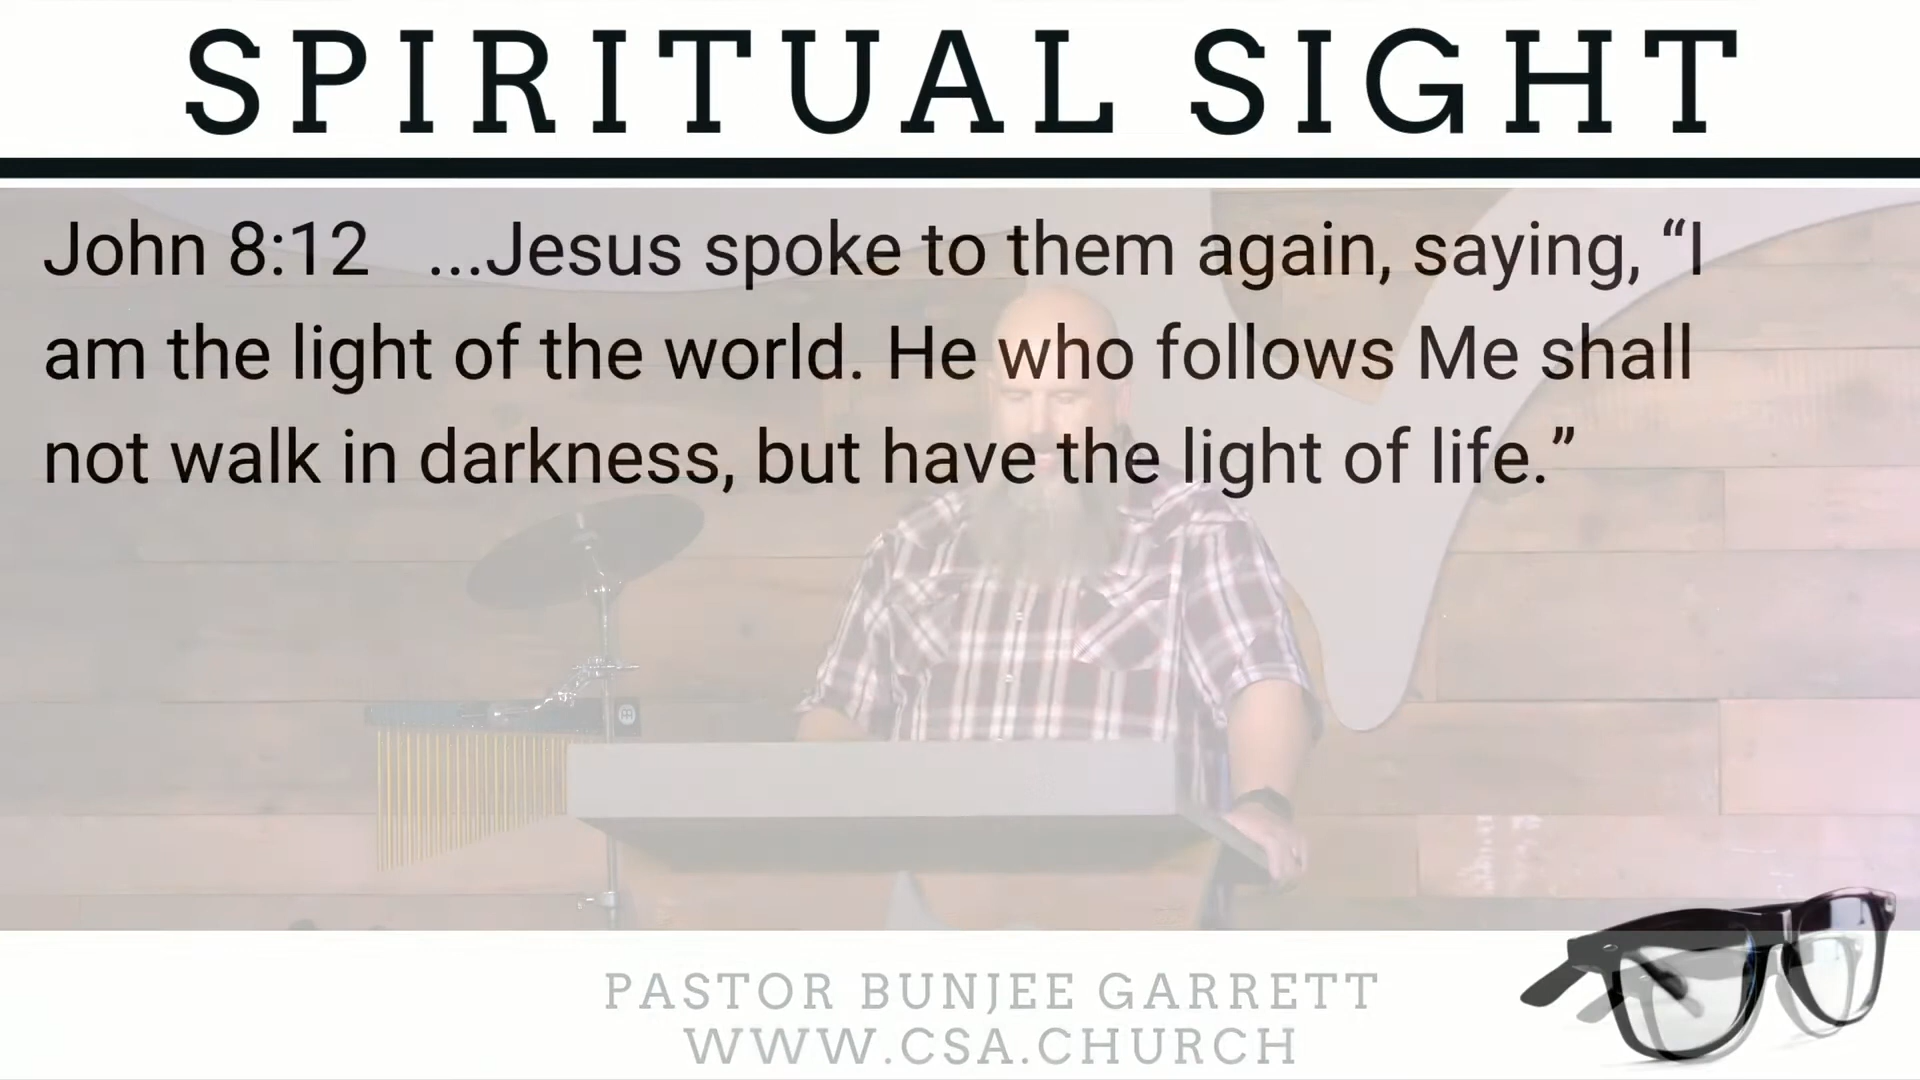 SPIRITUAL SIGHT
John 8:12 ...Jesus spoke to them again, saying, “I
am the light of the world. He who follows Me shall
not walk in darkness, but have the light of life.”
PASTOR BUNJEE GARRETT
WWW.CSA.CHURCH